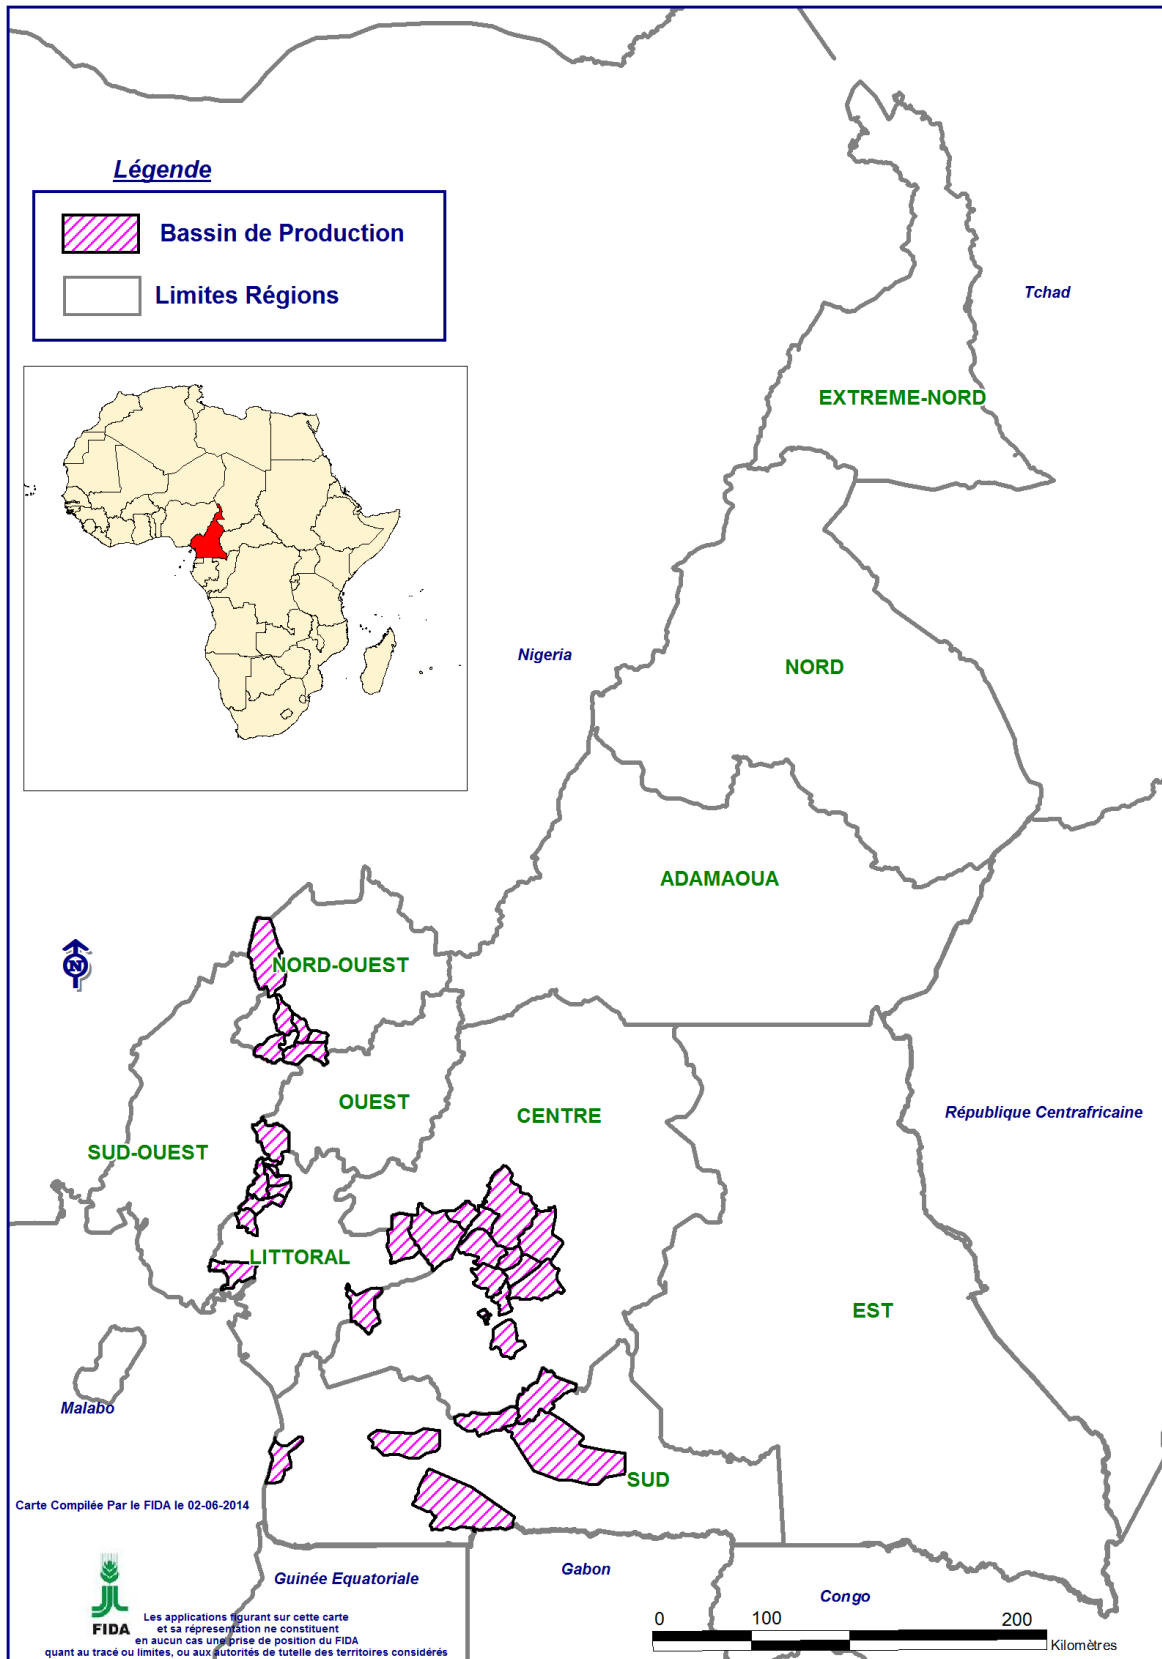 Légende
Bassin de Production
Limites Régions
Tchad
EXTREME-NORD
Nigeria
NORD
ADAMAOUA
N
NORD-OUEST
OUEST
CENTRE
République Centrafricaine
SUD-OUEST
LITTORAL
EST
Malabo
SUD
Carte Compilée Par le FIDA le 02-06-2014
Guinée Equatoriale
Gabon
Congo
FIDA
Les applications figurant sur cette carte
et sa répresentation ne constituent
en aucun cas une prise de position du FIDA
quant au tracé ou limites, ou aux autorités de tutelle des territoires considérés
0 100 200
Kilomètres